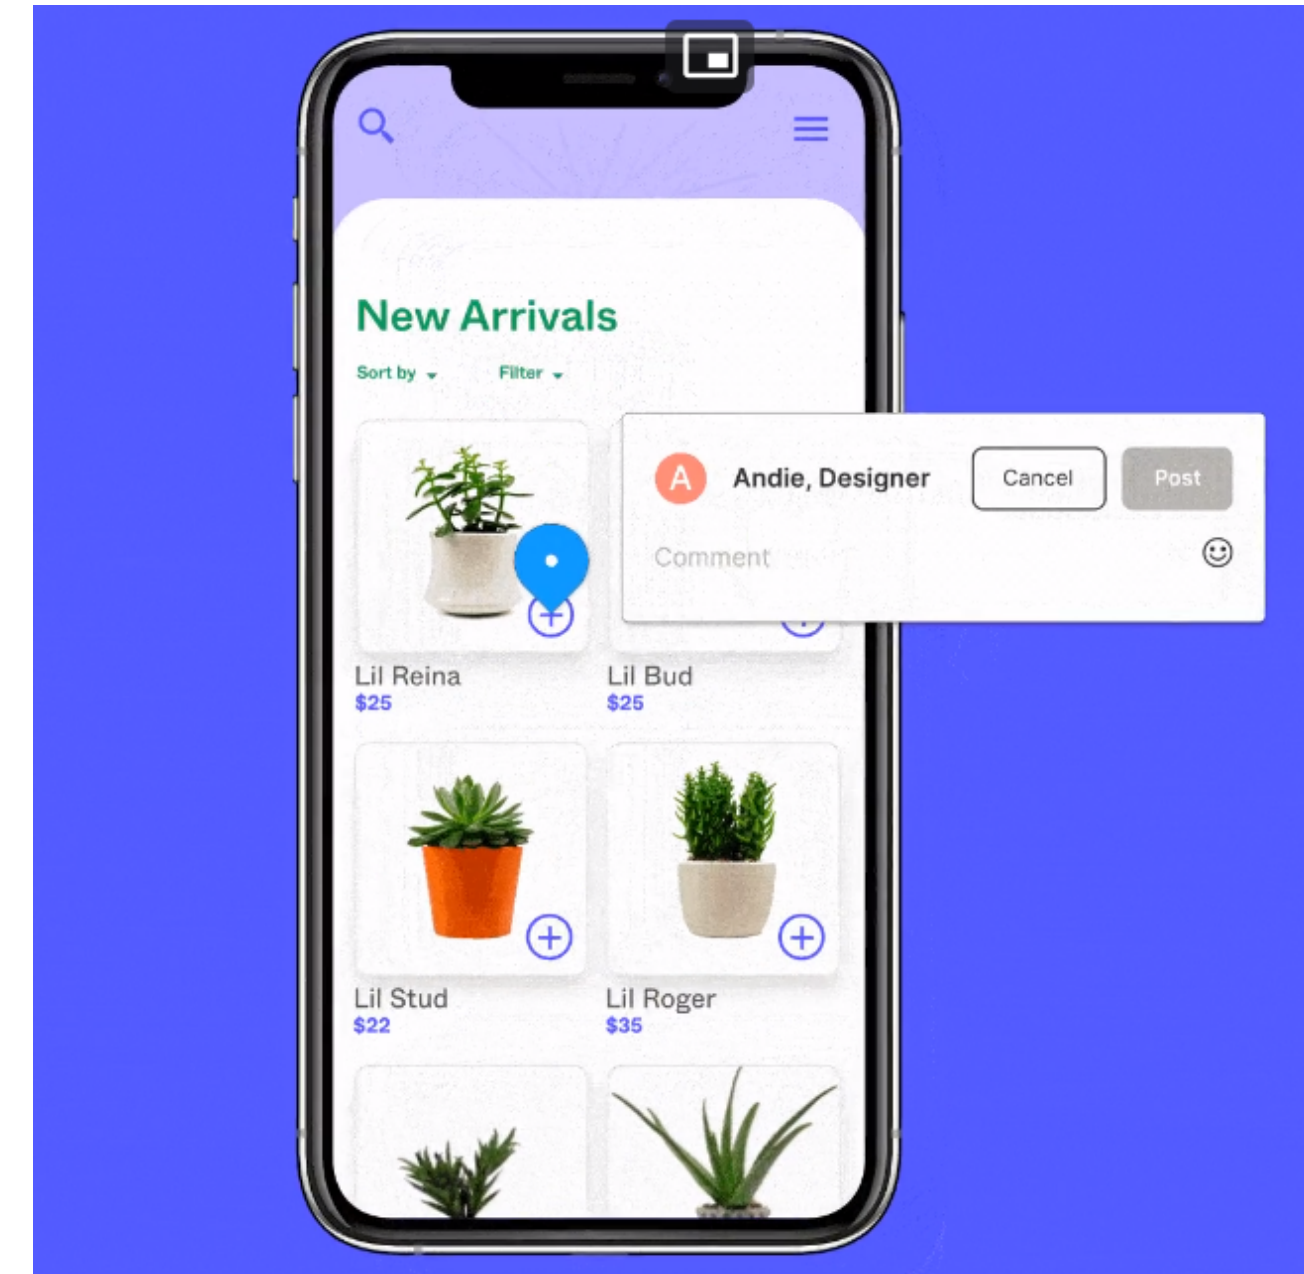 New Arrivals
Sort by Filter
A Andie, Designer Cancel Post
Comment
Lil Reina Lil Bud
$25 $25
Lil Stud Lil Roger
$22 $35